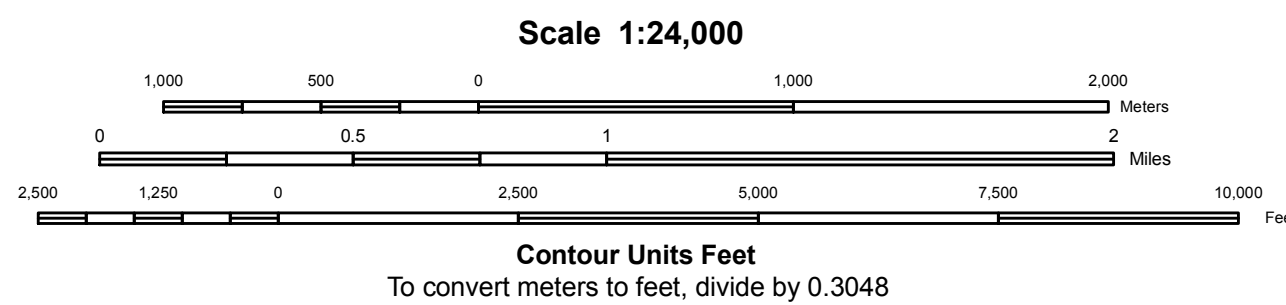 Scale 1:24,000
1,000 500 0 1,000 2,000
Meters
0 0.5 1 2
Miles
2,500 1,250 0 2,500 5,000 7,500 10,000
Fee
Contour Units Feet
To convert meters to feet, divide by 0.3048